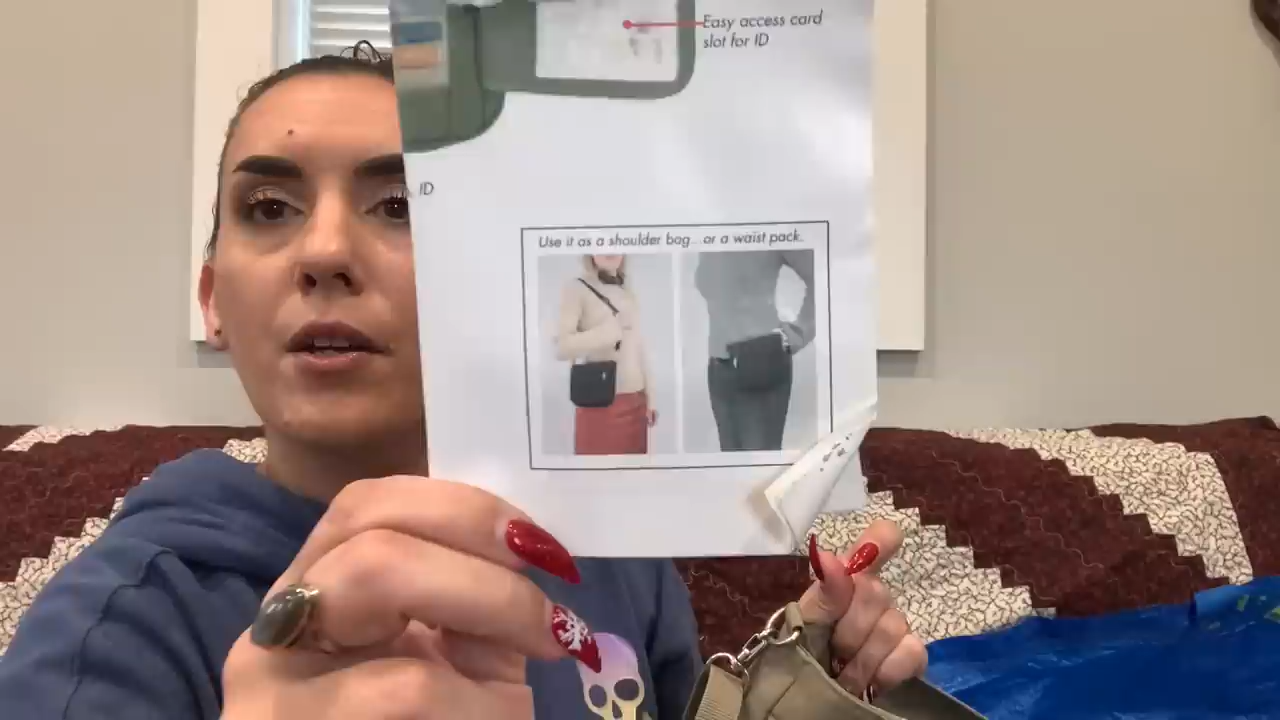 Easy access card
slot for ID
ID
Use it as a shoulder bag...or a waist pack.